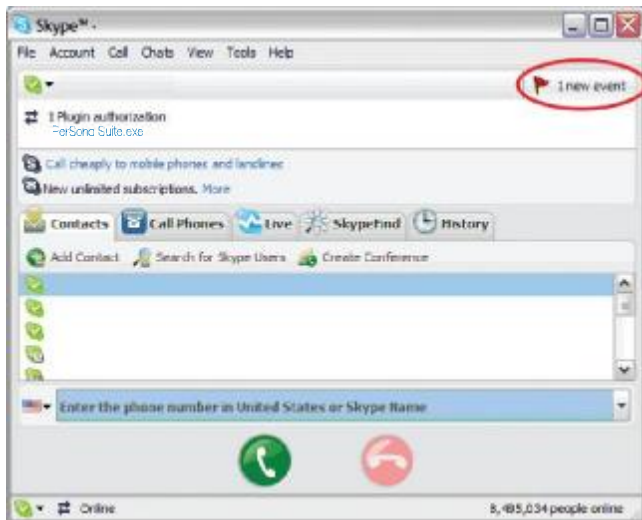 Skype™ -
File Account Call Chats View Tools Help
1 new event
1 Plugin authorization
PerSono Suite.exe
Call cheaply to mobile phones and landlines
New unlimited subscriptions. More
Contacts Call Phones Live SkypeFind History
Add Contact Search for Skype Users Create Conference
Enter the phone number in United States or Skype Name
Online 8,485,034 people online